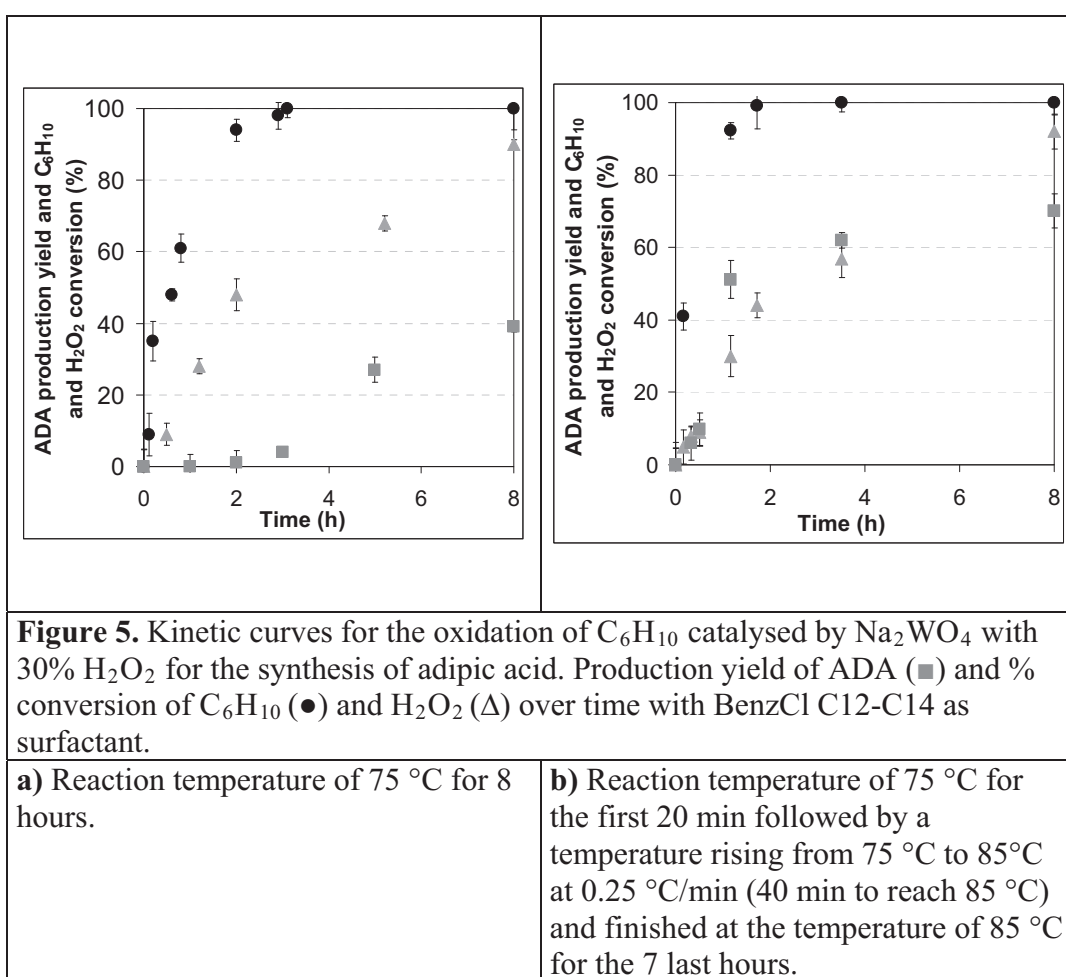 ADA production yield and C₆H₁₀
and H₂O₂ conversion (%)
100
80
60
40
20
0
0 2 4 6 8
Time (h)
ADA production yield and C₆H₁₀
and H₂O₂ conversion (%)
100
80
60
40
20
0
0 2 4 6 8
Time (h)
Figure 5. Kinetic curves for the oxidation of C₆H₁₀ catalysed by Na₂WO₄ with
30% H₂O₂ for the synthesis of adipic acid. Production yield of ADA (■) and %
conversion of C₆H₁₀ (●) and H₂O₂ (Δ) over time with BenzCl C12-C14 as
surfactant.
a) Reaction temperature of 75 °C for 8
hours.
b) Reaction temperature of 75 °C for
the first 20 min followed by a
temperature rising from 75 °C to 85°C
at 0.25 °C/min (40 min to reach 85 °C)
and finished at the temperature of 85 °C
for the 7 last hours.